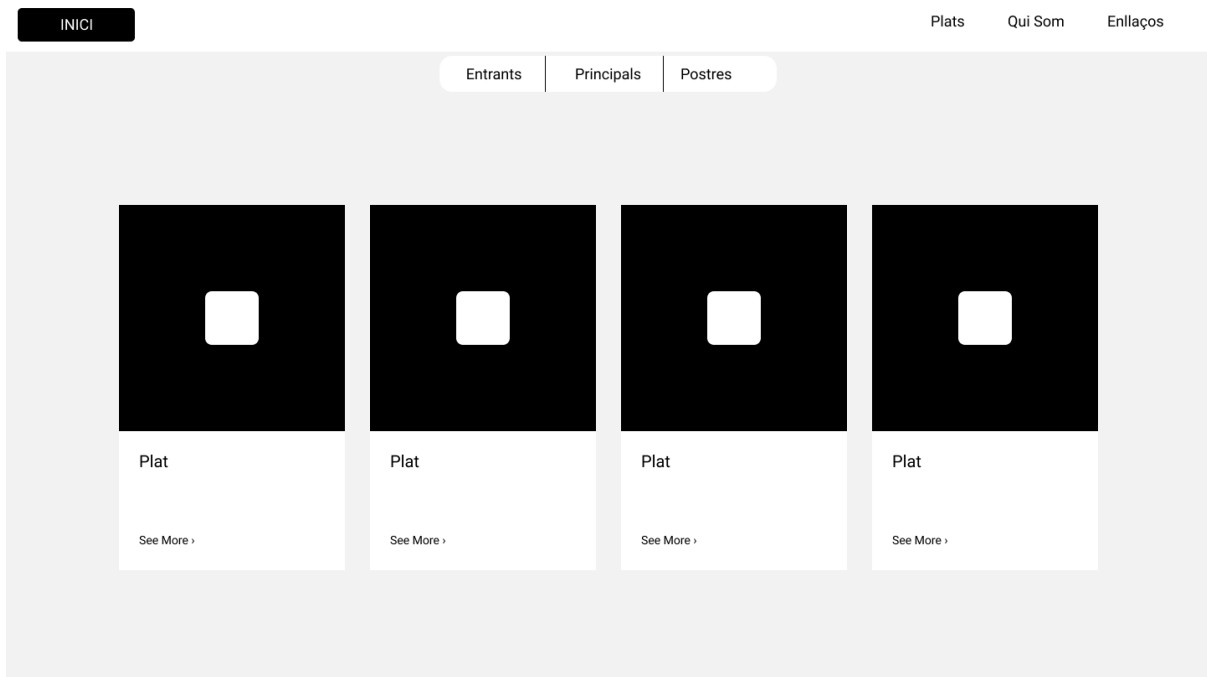 INICI
Plats Qui Som Enllaços
Entrants Principals Postres
Plat Plat Plat Plat
See More › See More › See More › See More ›